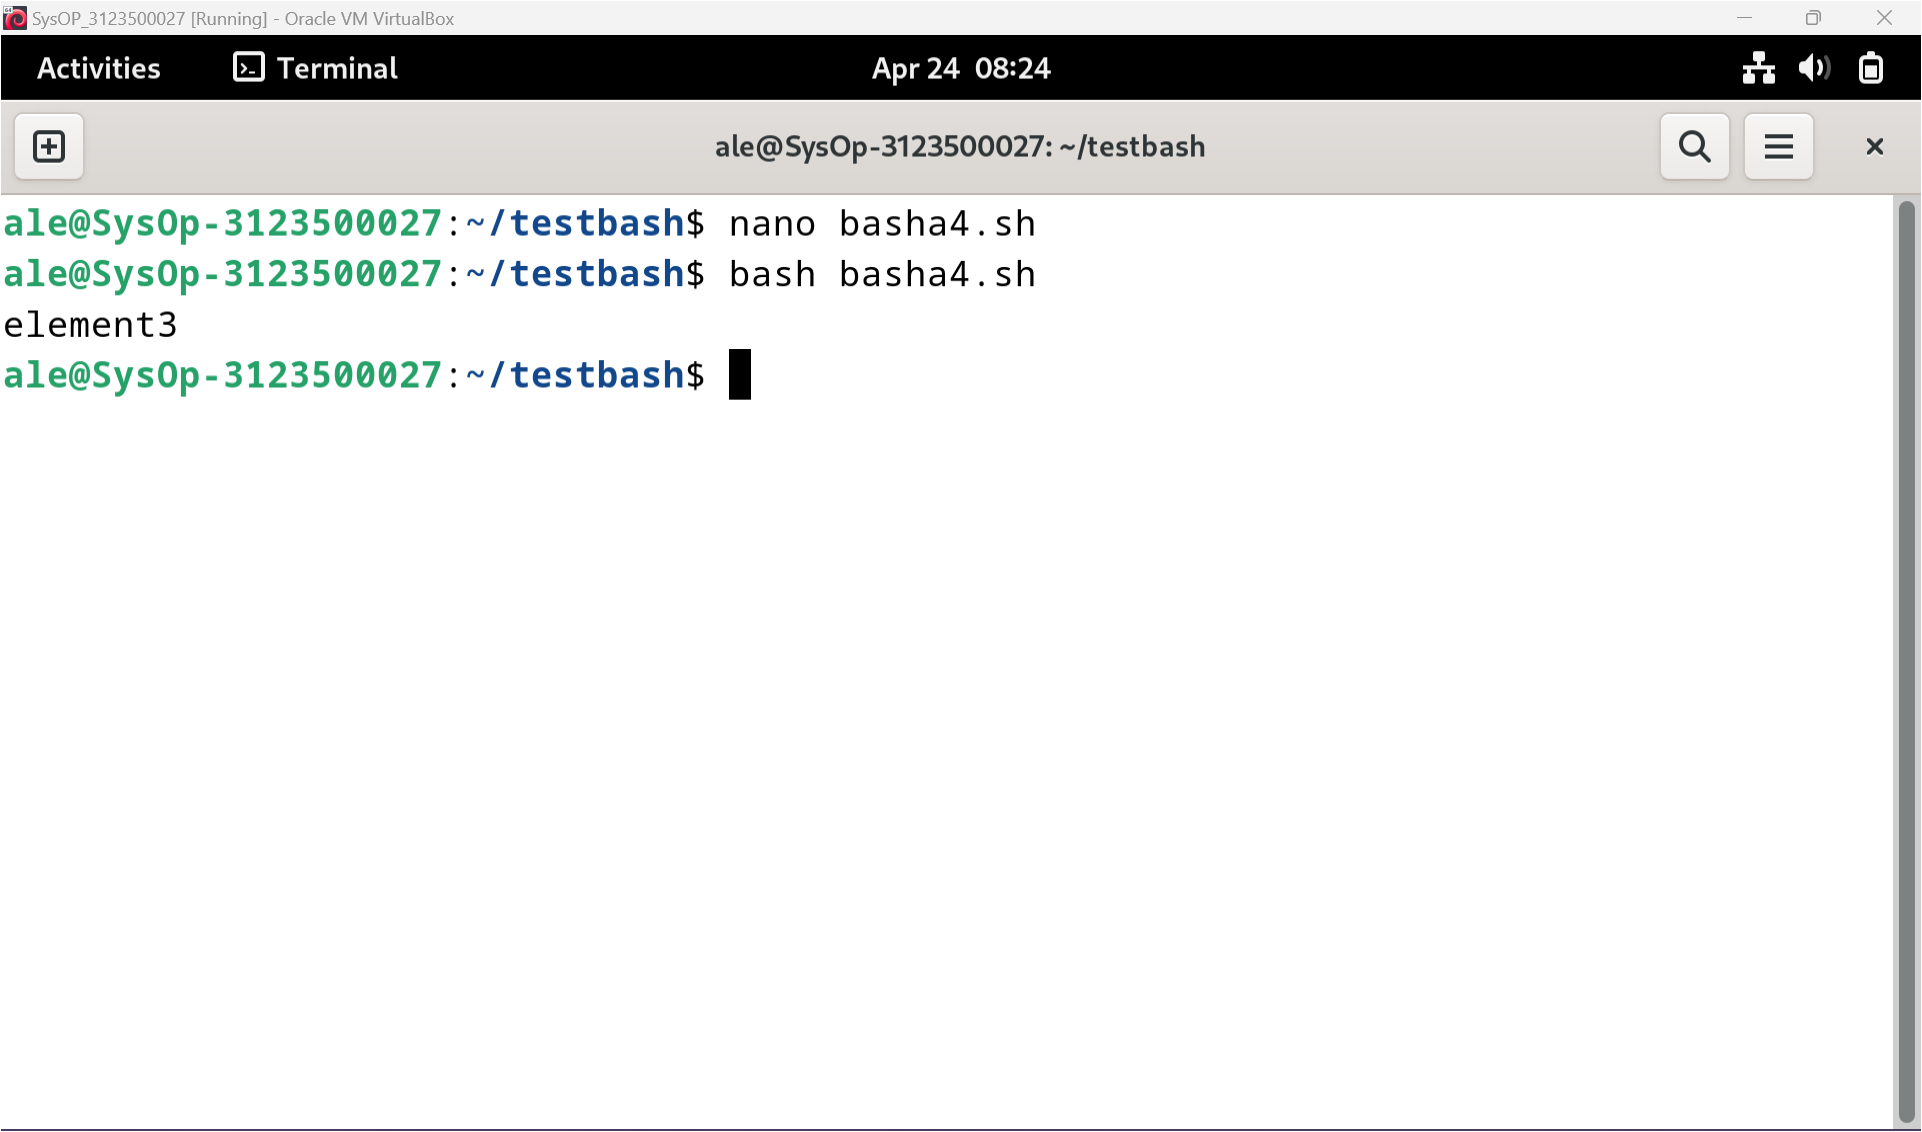 SysOP_3123500027 [Running] - Oracle VM VirtualBox
Activities Terminal Apr 24 08:24
ale@SysOp-3123500027: ~/testbash
ale@SysOp-3123500027:~/testbash$ nano basha4.sh
ale@SysOp-3123500027:~/testbash$ bash basha4.sh
element3
ale@SysOp-3123500027:~/testbash$